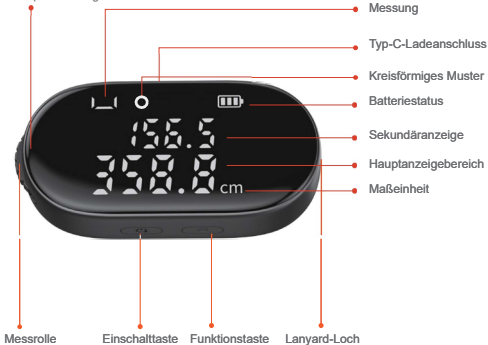 Messung
Typ-C-Ladeanschluss
Kreisförmiges Muster
Batteriestatus
156.5
Sekundäranzeige
358.8
Hauptanzeigebereich
cm
Maßeinheit
Messrolle
Einschalttaste
Funktionstaste
Lanyard-Loch